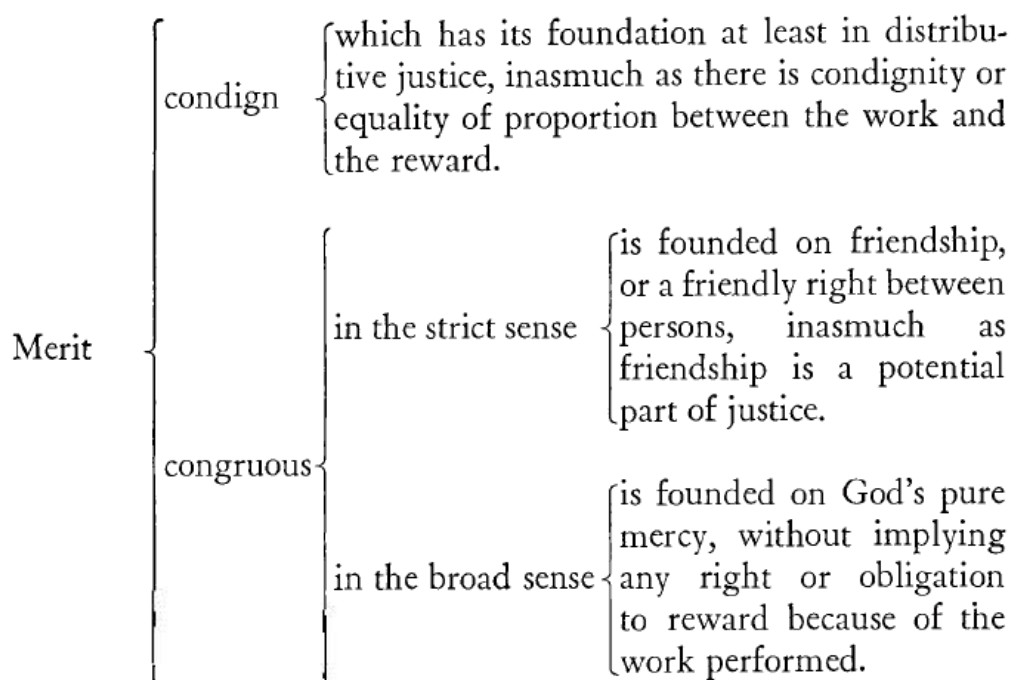 which has its foundation at least in distribu-
tive justice, inasmuch as there is condignity or
condign
equality of proportion between the work and
the reward.
is founded on friendship,
or a friendly right between
in the strict sense
persons, inasmuch as
Merit
friendship is a potential
part of justice.
congruous
is founded on God's pure
mercy, without implying
in the broad sense
any right or obligation
to reward because of the
work performed.